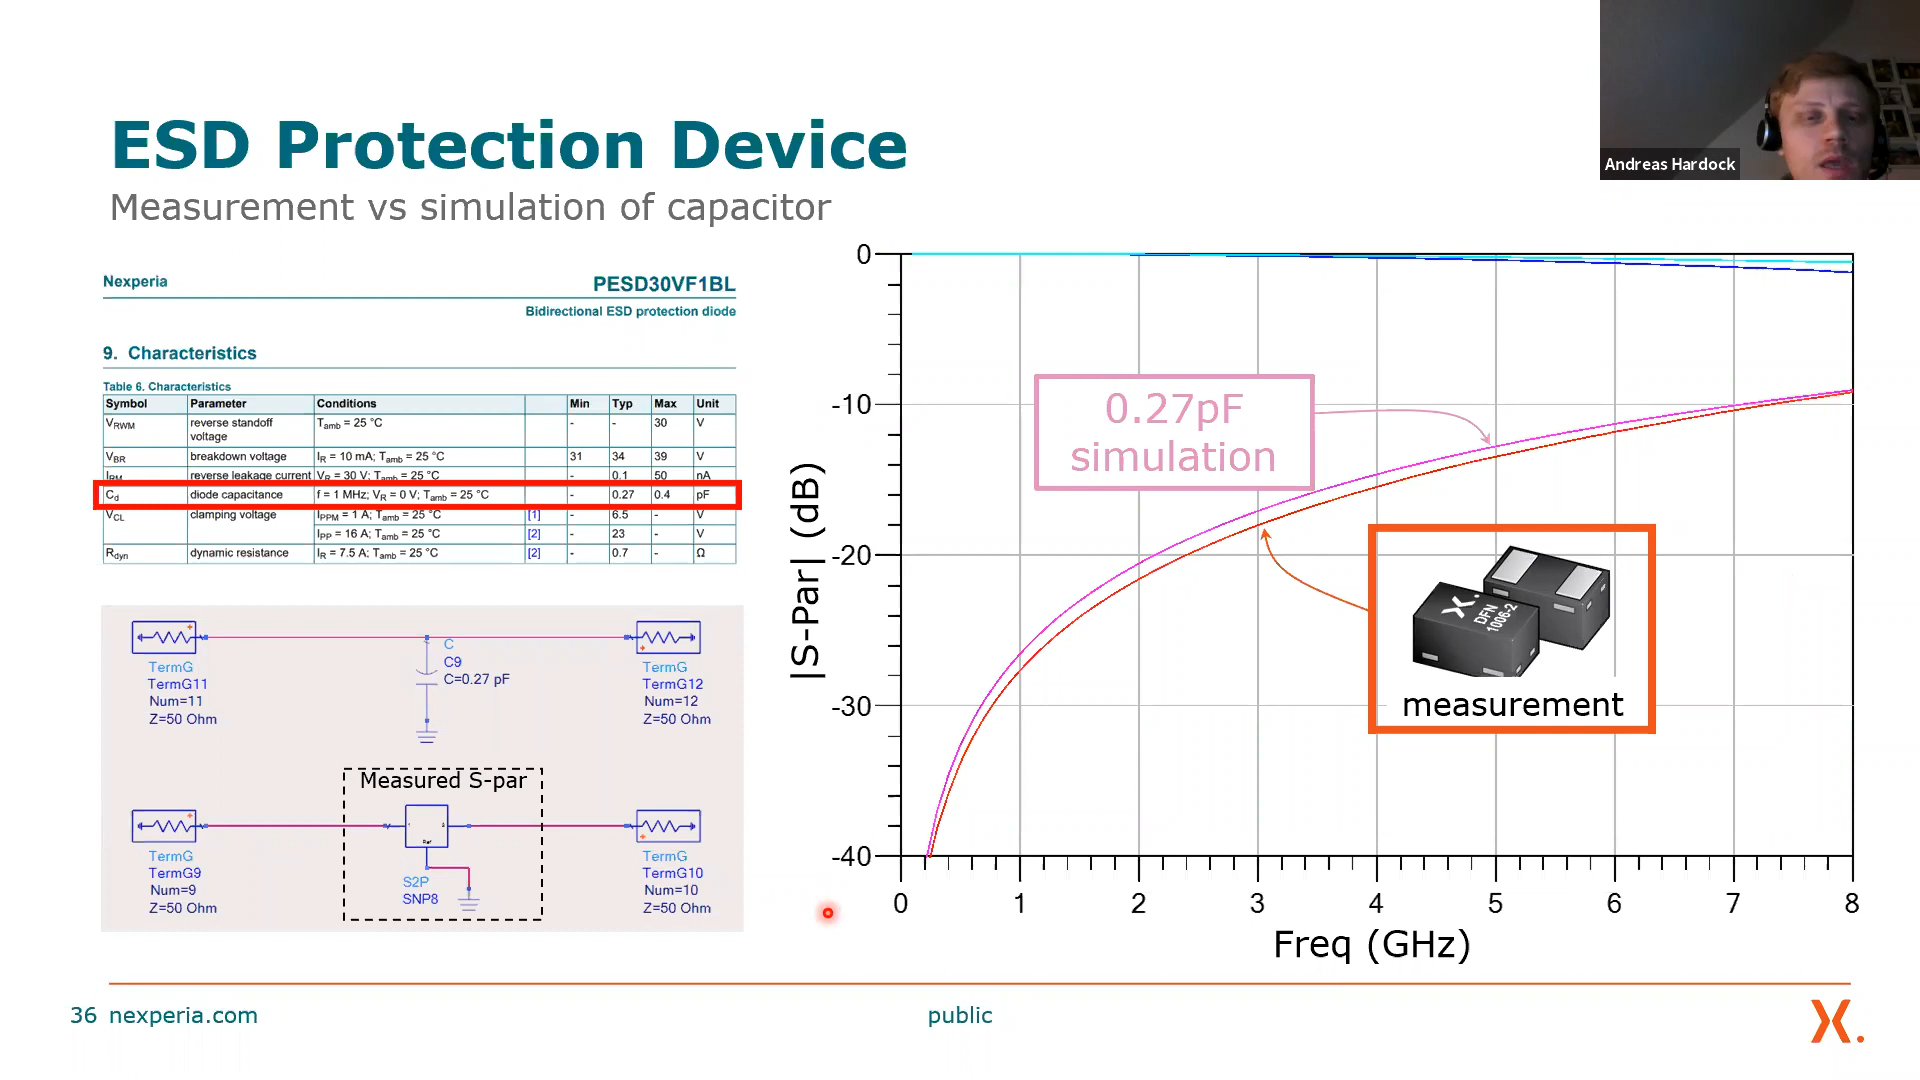 Andreas Hardock
ESD Protection Device
Measurement vs simulation of capacitor
Nexperia PESD30VF1BL
Bidirectional ESD protection diode
9. Characteristics
Table 6. Characteristics
Symbol Parameter Conditions Min Typ Max Unit
VRWM reverse standoff voltage Tamb = 25 °C - - 30 V
VBR breakdown voltage IR = 10 mA; Tamb = 25 °C 31 34 39 V
IRM reverse leakage current VR = 30 V; Tamb = 25 °C - 0.1 50 nA
Cd diode capacitance f = 1 MHz; VR = 0 V; Tamb = 25 °C - 0.27 0.4 pF
VCL clamping voltage IPPM = 1 A; Tamb = 25 °C [1] - 6.5 - V
IPP = 16 A; Tamb = 25 °C [2] - 23 - V
Rdyn dynamic resistance IR = 7.5 A; Tamb = 25 °C [2] - 0.7 - Ω
TermG
TermG11
Num=11
Z=50 Ohm
C
C9
C=0.27 pF
TermG
TermG12
Num=12
Z=50 Ohm
Measured S-par
TermG
TermG9
Num=9
Z=50 Ohm
Ref
S2P
SNP8
TermG
TermG10
Num=10
Z=50 Ohm
|S-Par| (dB)
0
-10
-20
-30
-40
0.27pF
simulation
DFN
1006-2
measurement
0 1 2 3 4 5 6 7 8
Freq (GHz)
36 nexperia.com
public